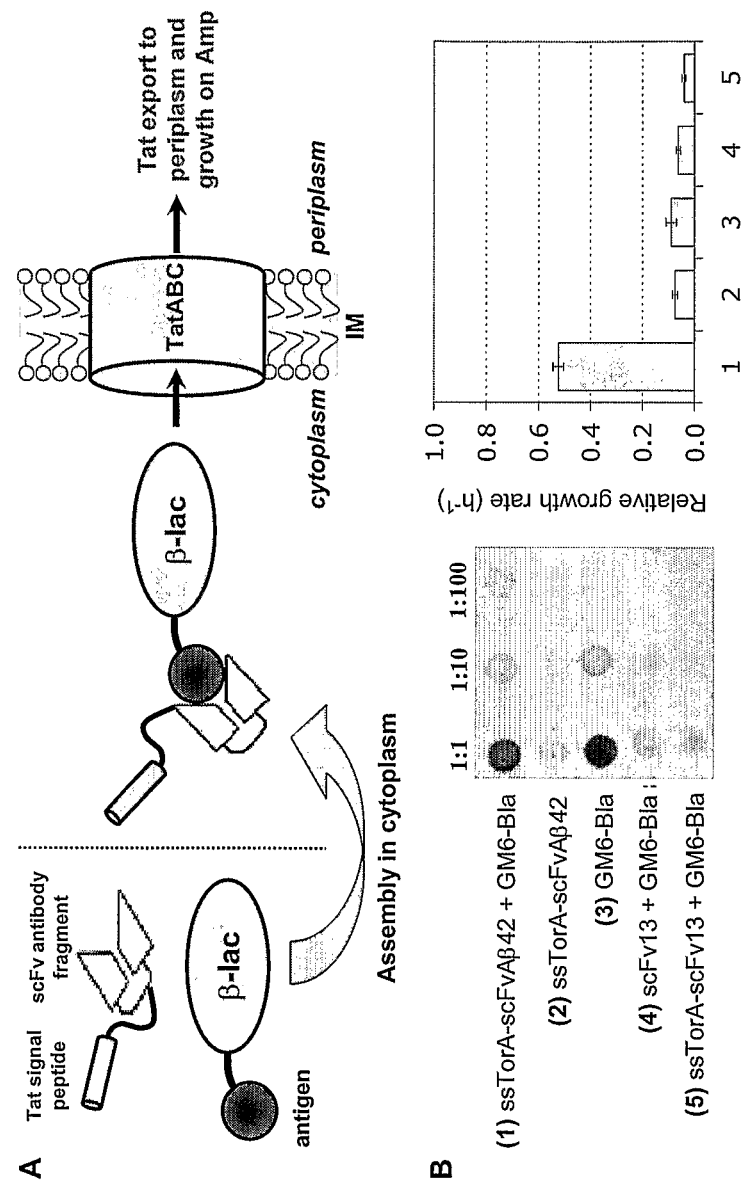 A
Tat signal
peptide
scFv antibody
fragment
β-lac
antigen
Assembly in cytoplasm
β-lac
TatABC
Tat export to
periplasm and
growth on Amp
cytoplasm
periplasm
IM
B
1:1
1:10
1:100
(1) ssTorA-scFvAβ42 + GM6-Bla
(2) ssTorA-scFvAβ42
(3) GM6-Bla
(4) scFv13 + GM6-Bla
(5) ssTorA-scFv13 + GM6-Bla
Relative growth rate (h⁻¹)
1.0
0.8
0.6
0.4
0.2
0.0
1 2 3 4 5